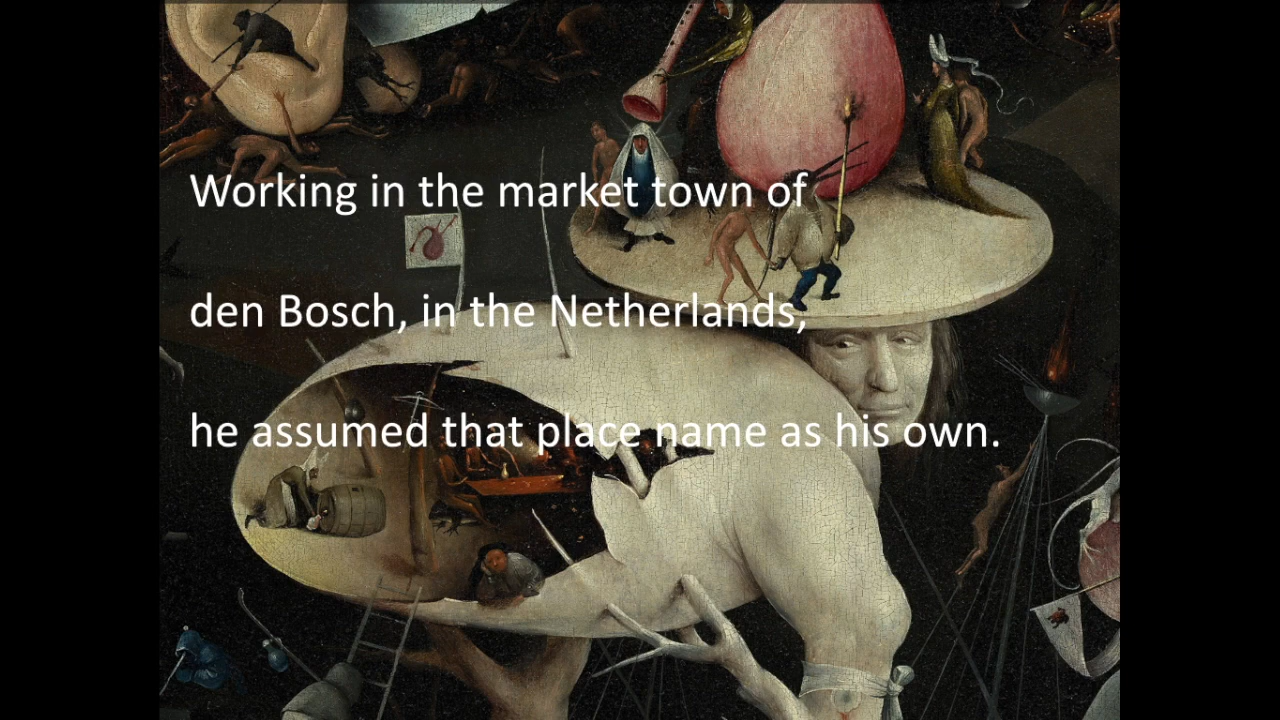 Working in the market town of
den Bosch, in the Netherlands,
he assumed that place name as his own.